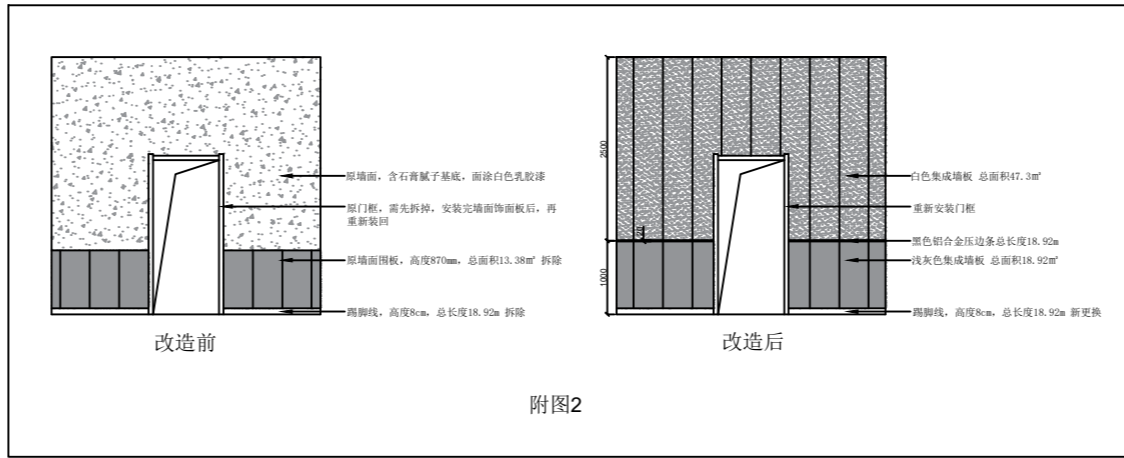 原墙面，含石膏腻子基底，面涂白色乳胶漆
原门框，需先拆掉，安装完墙面饰面板后，再
重新装回
原墙面围板，高度870mm，总面积13.38㎡ 拆除
踢脚线，高度8cm，总长度18.92m 拆除
改造前
2500
1000
白色集成墙板 总面积47.3㎡
重新安装门框
黑色铝合金压边条总长度18.92m
浅灰色集成墙板 总面积18.92㎡
踢脚线，高度8cm，总长度18.92m 新更换
改造后
附图2